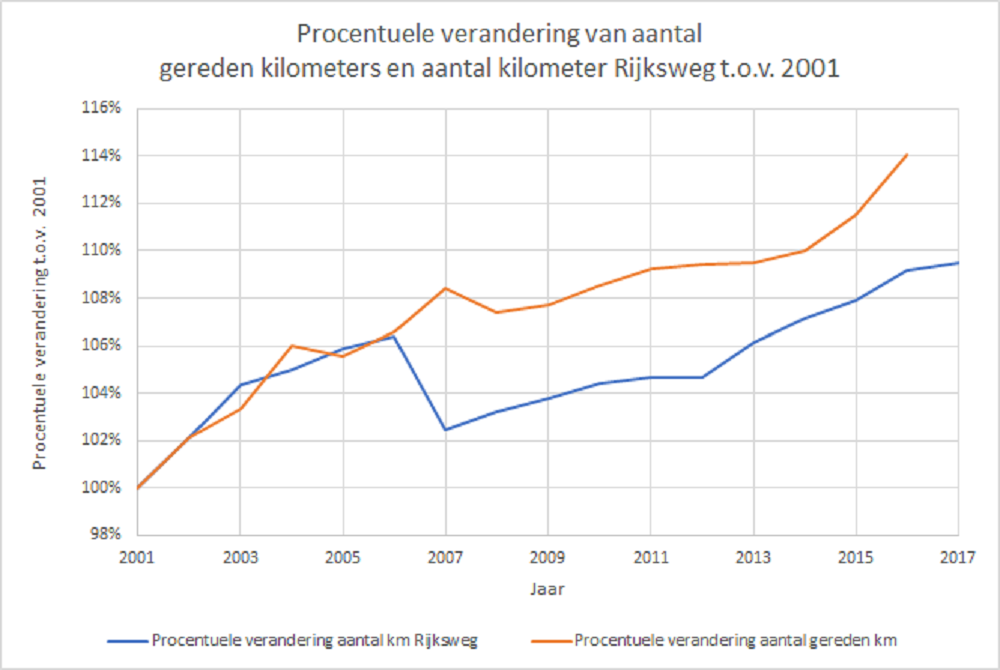 Procentuele verandering van aantal
gereden kilometers en aantal kilometer Rijksweg t.o.v. 2001
Procentuele verandering t.o.v. 2001
116%
114%
112%
110%
108%
106%
104%
102%
100%
98%
2001 2003 2005 2007 2009 2011 2013 2015 2017
Jaar
Procentuele verandering aantal km Rijksweg Procentuele verandering aantal gereden km